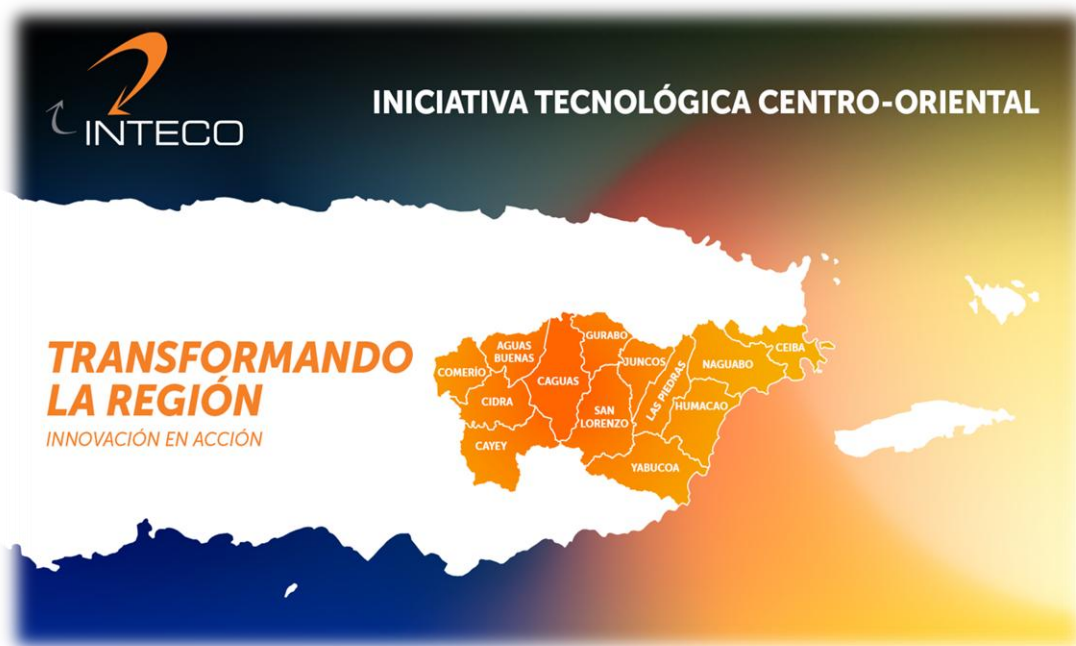 INTECO
INICIATIVA TECNOLÓGICA CENTRO-ORIENTAL
TRANSFORMANDO
LA REGIÓN
INNOVACIÓN EN ACCIÓN
COMERÍO
AGUAS
BUENAS
CIDRA
CAYEY
CAGUAS
GURABO
JUNCOS
SAN
LORENZO
LAS PIEDRAS
NAGUABO
CEIBA
HUMACAO
YABUCOA